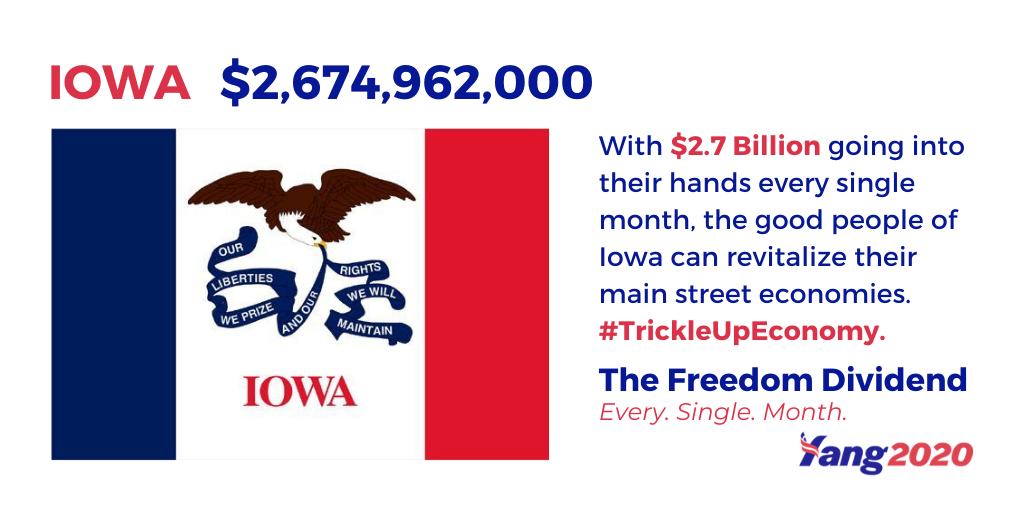 IOWA $2,674,962,000
OUR
LIBERTIES
WE PRIZE
AND OUR
RIGHTS
WE WILL
MAINTAIN
IOWA
With $2.7 Billion going into
their hands every single
month, the good people of
Iowa can revitalize their
main street economies.
#TrickleUpEconomy.
The Freedom Dividend
Every. Single. Month.
Yang2020